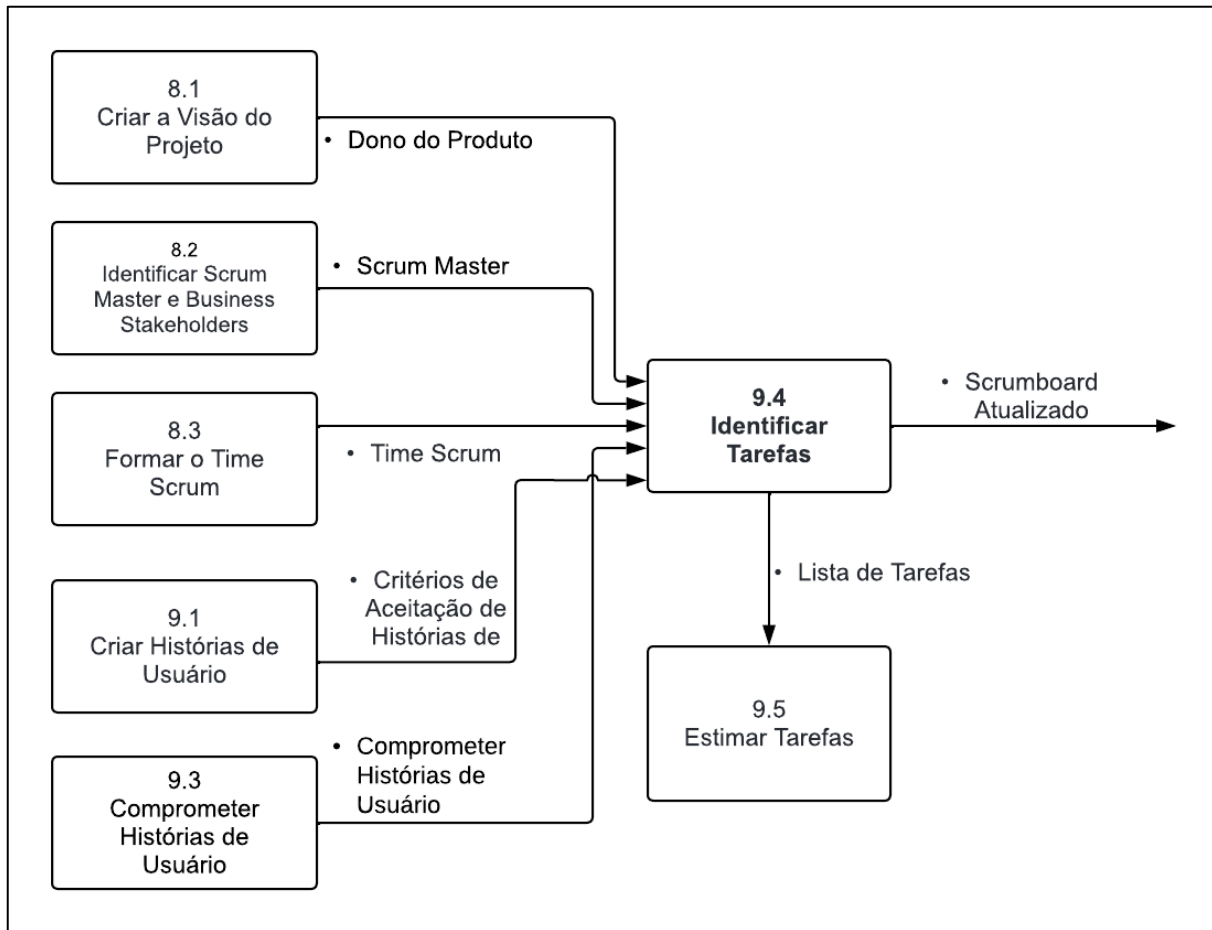 8.1
Criar a Visão do
Projeto
• Dono do Produto
8.2
Identificar Scrum
Master e Business
Stakeholders
• Scrum Master
8.3
Formar o Time
Scrum
• Time Scrum
9.1
Criar Histórias de
Usuário
• Critérios de
Aceitação de
Histórias de
9.3
Comprometer
Histórias de
Usuário
• Comprometer
Histórias de
Usuário
9.4
Identificar
Tarefas
• Scrumboard
Atualizado
• Lista de Tarefas
9.5
Estimar Tarefas